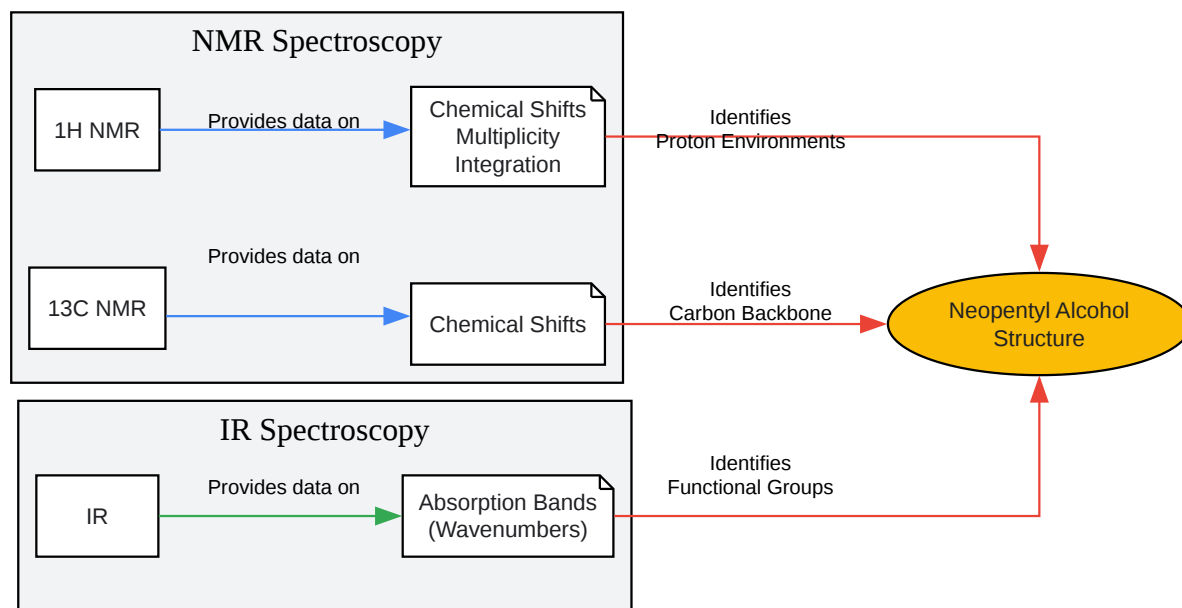 NMR Spectroscopy
1H NMR
Provides data on
Chemical Shifts
Multiplicity
Integration
Identifies
Proton Environments
13C NMR
Provides data on
Chemical Shifts
Identifies
Carbon Backbone
Neopentyl Alcohol
Structure
IR Spectroscopy
IR
Provides data on
Absorption Bands
(Wavenumbers)
Identifies
Functional Groups